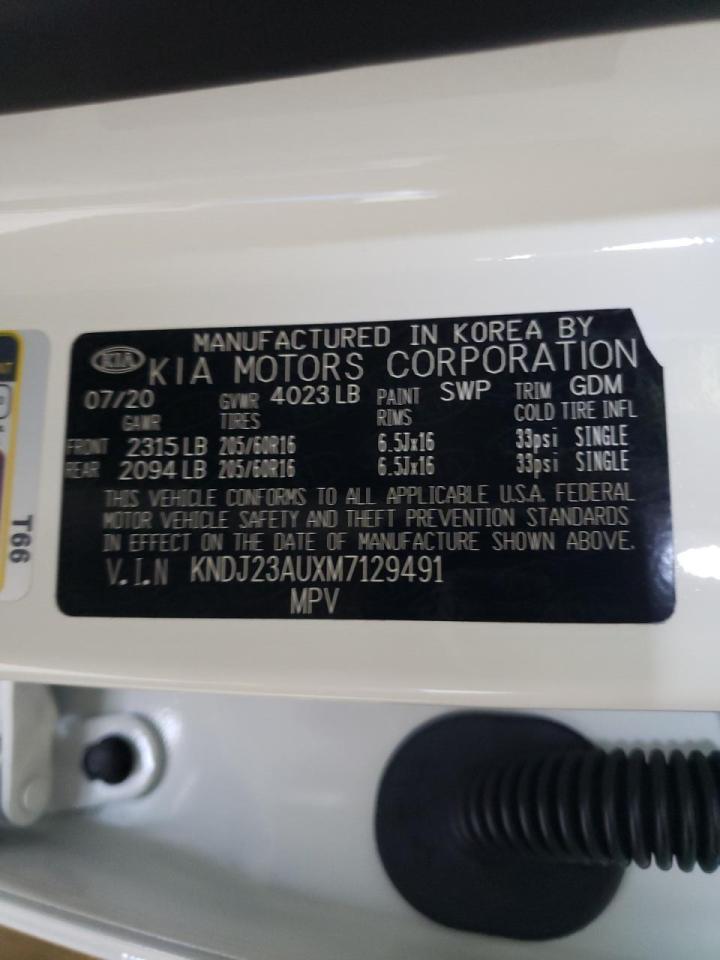 MANUFACTURED IN KOREA BY
KIA KIA MOTORS CORPORATION
07/20 GVWR 4023 LB PAINT SWP TRIM GDM
GAWR TIRES RIMS COLD TIRE INFL
FRONT 2315 LB 205/60R16 6.5Jx16 33psi SINGLE
REAR 2094 LB 205/60R16 6.5Jx16 33psi SINGLE
THIS VEHICLE CONFORMS TO ALL APPLICABLE U.S.A. FEDERAL
MOTOR VEHICLE SAFETY AND THEFT PREVENTION STANDARDS
IN EFFECT ON THE DATE OF MANUFACTURE SHOWN ABOVE.
V.I.N KNDJ23AUXM7129491
MPV
T66